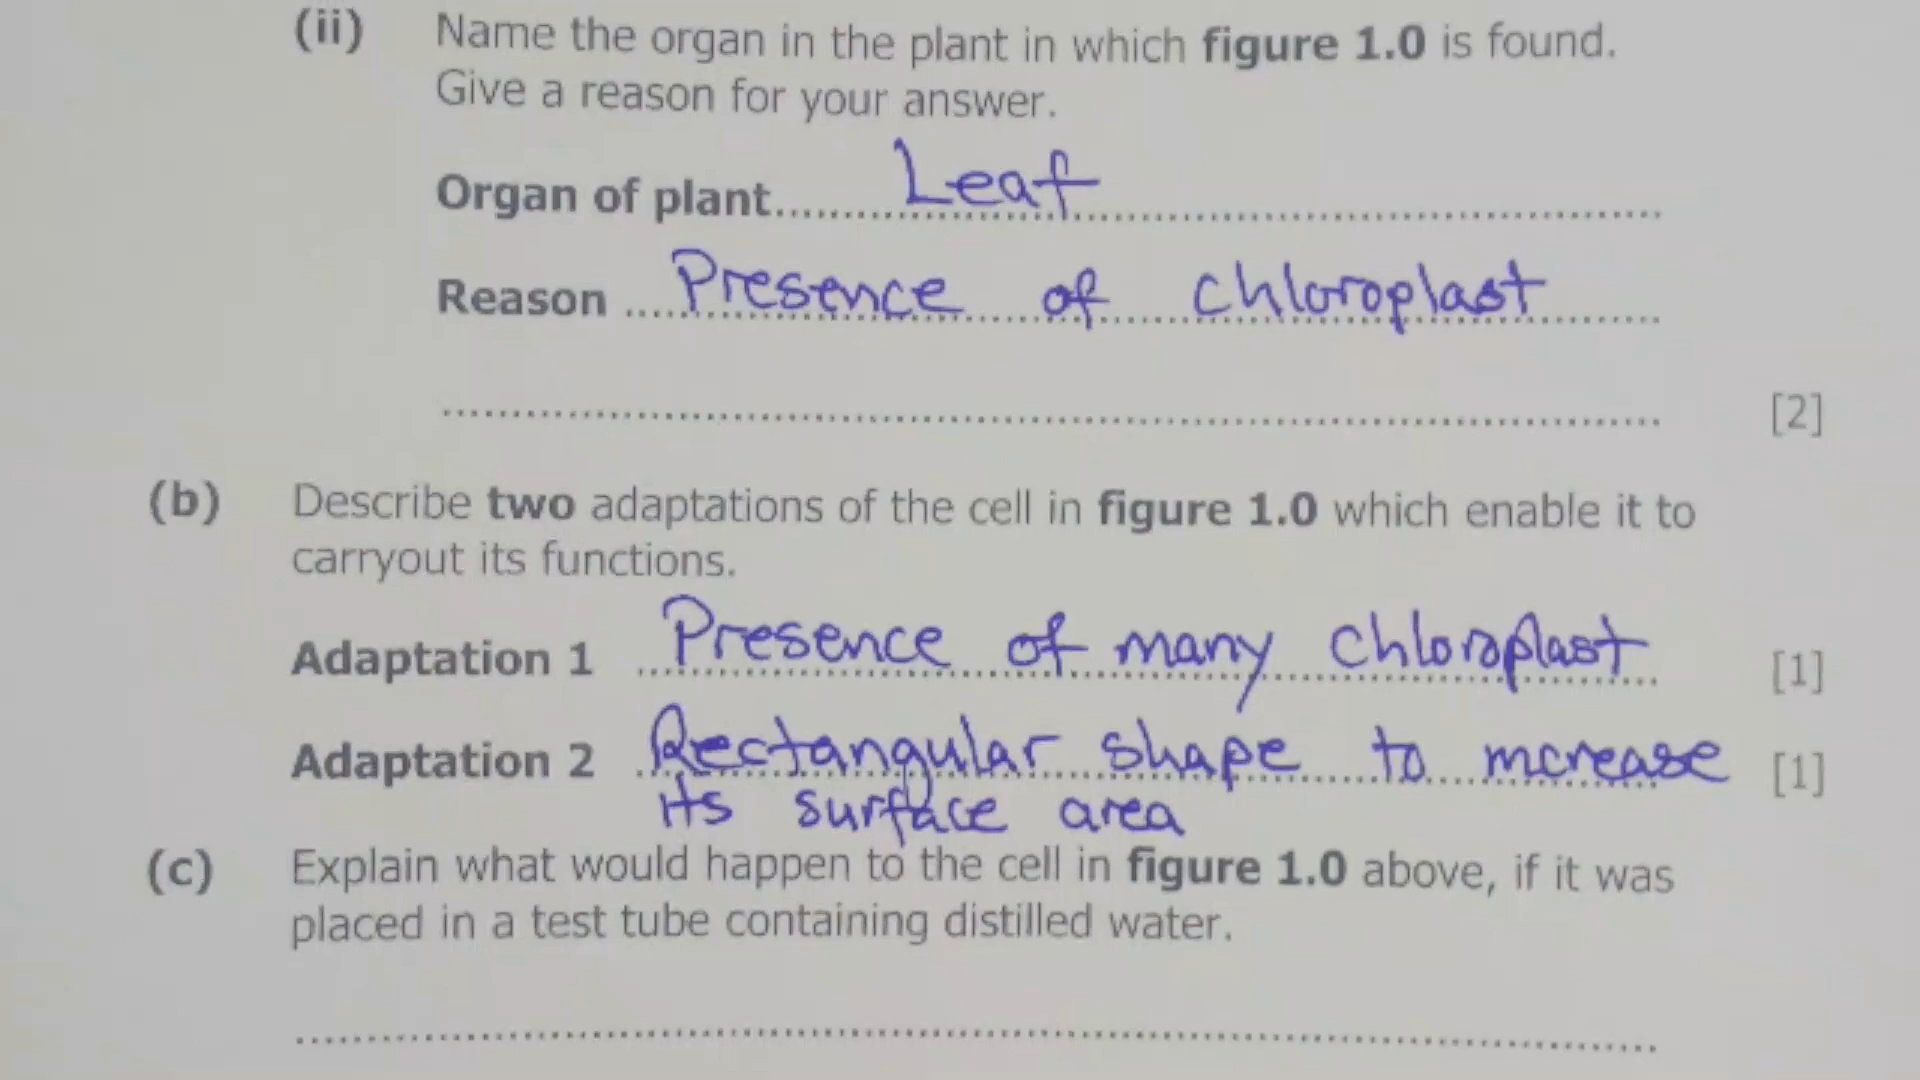 (ii) Name the organ in the plant in which figure 1.0 is found.
Give a reason for your answer.
Organ of plant.......Leaf.......
Reason .....Presence of chloroplast.....
.......... [2]
(b) Describe two adaptations of the cell in figure 1.0 which enable it to
carryout its functions.
Adaptation 1 .....Presence of many chloroplast..... [1]
Adaptation 2 .....Rectangular shape to increase [1]
its surface area
(c) Explain what would happen to the cell in figure 1.0 above, if it was
placed in a test tube containing distilled water.
..........